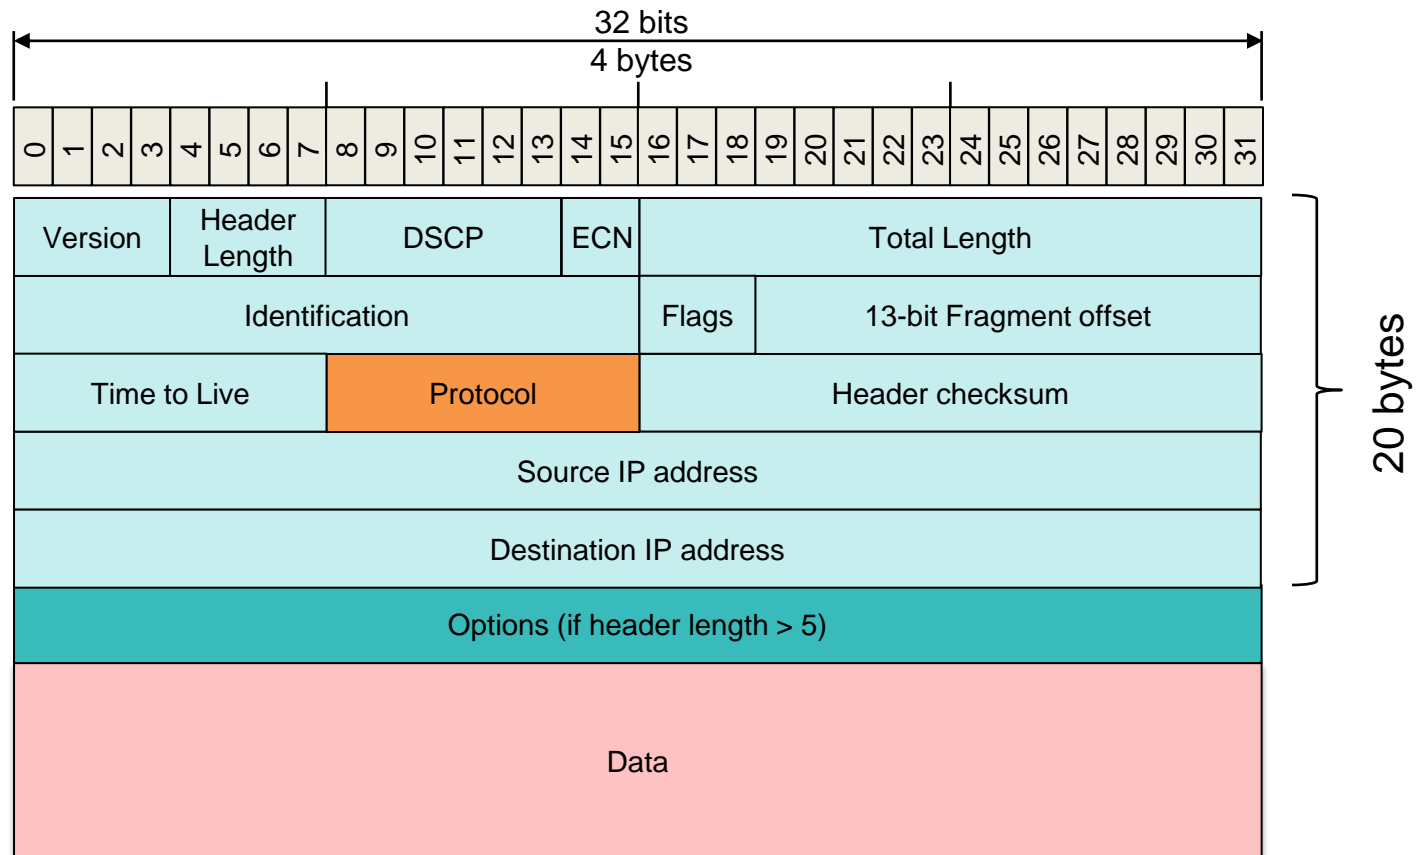 32 bits
4 bytes
0 1 2 3 4 5 6 7 8 9 10 11 12 13 14 15 16 17 18 19 20 21 22 23 24 25 26 27 28 29 30 31
Version
Header
Length
DSCP
ECN
Total Length
Identification
Flags
13-bit Fragment offset
Time to Live
Protocol
Header checksum
Source IP address
Destination IP address
20 bytes
Options (if header length > 5)
Data